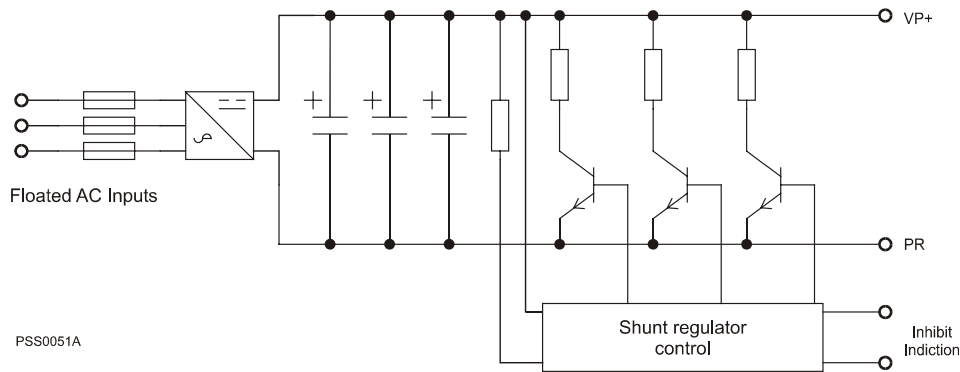 VP+
Floated AC Inputs
PR
Shunt regulator
control
Inhibit
Indiction
PSS0051A